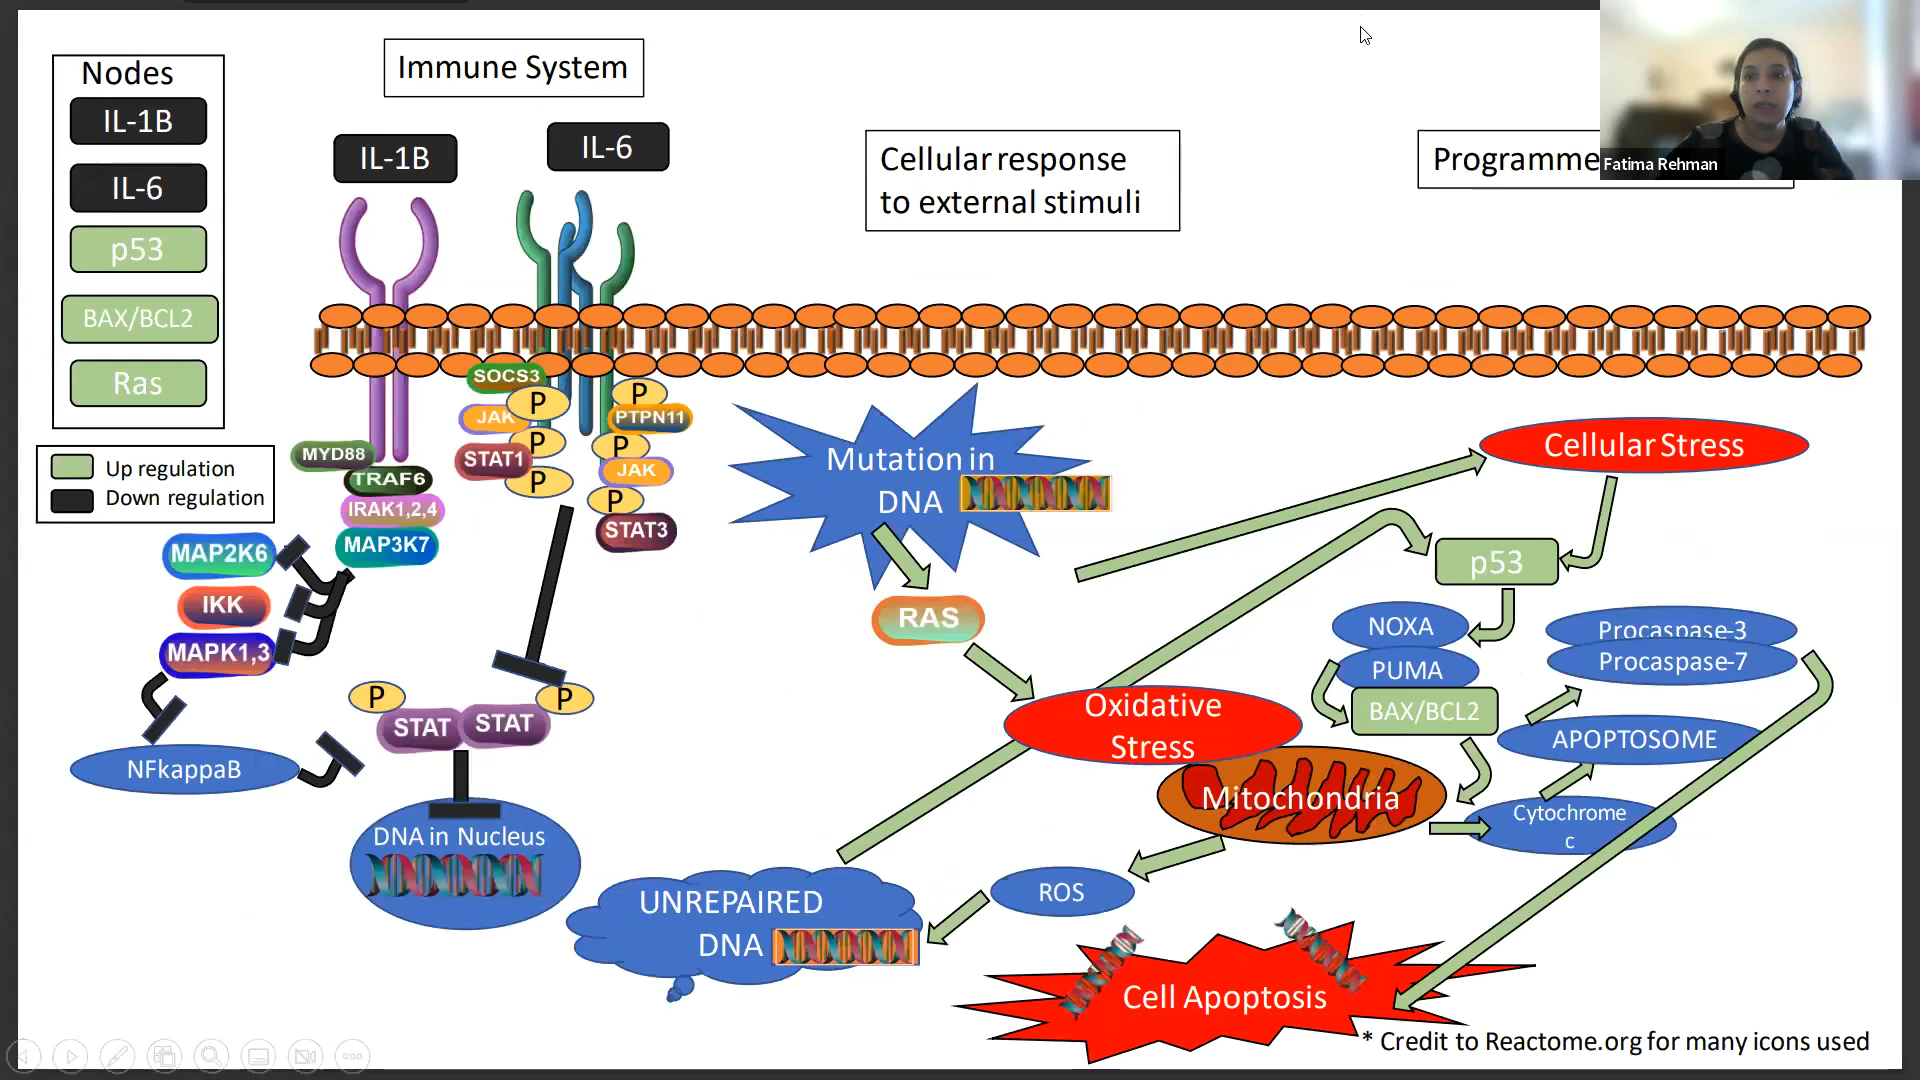 Nodes
IL-1B
IL-6
p53
BAX/BCL2
Ras
Up regulation
Down regulation
Immune System
IL-1B
IL-6
Cellular response
to external stimuli
Programme
Fatima Rehman
SOCS3
JAK
STAT1
P
P
P
P
PTPN11
P
JAK
P
STAT3
MYD88
TRAF6
IRAK1,2,4
MAP3K7
MAP2K6
IKK
MAPK1,3
NFkappaB
P
P
STAT
STAT
DNA in Nucleus
Mutation in
DNA
RAS
Oxidative
Stress
Mitochondria
ROS
UNREPAIRED
DNA
Cellular Stress
p53
NOXA
PUMA
BAX/BCL2
Procaspase-3
Procaspase-7
APOPTOSOME
Cytochrome
c
Cell Apoptosis
* Credit to Reactome.org for many icons used